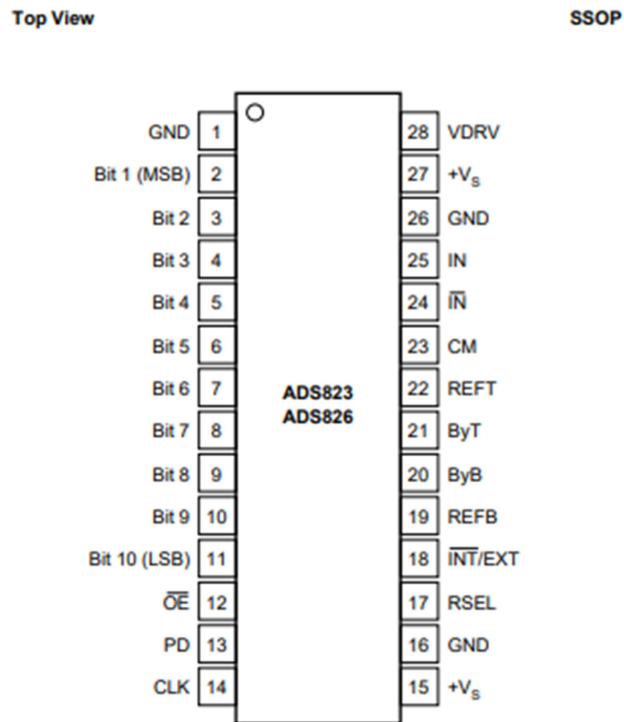 Top View SSOP
GND 1 28 VDRV
Bit 1 (MSB) 2 27 +VS
Bit 2 3 26 GND
Bit 3 4 25 IN
Bit 4 5 24 I̅N̅
Bit 5 6 23 CM
Bit 6 7 22 REFT
ADS823
ADS826
Bit 7 8 21 ByT
Bit 8 9 20 ByB
Bit 9 10 19 REFB
Bit 10 (LSB) 11 18 I̅N̅T̅/EXT
O̅E̅ 12 17 RSEL
PD 13 16 GND
CLK 14 15 +VS